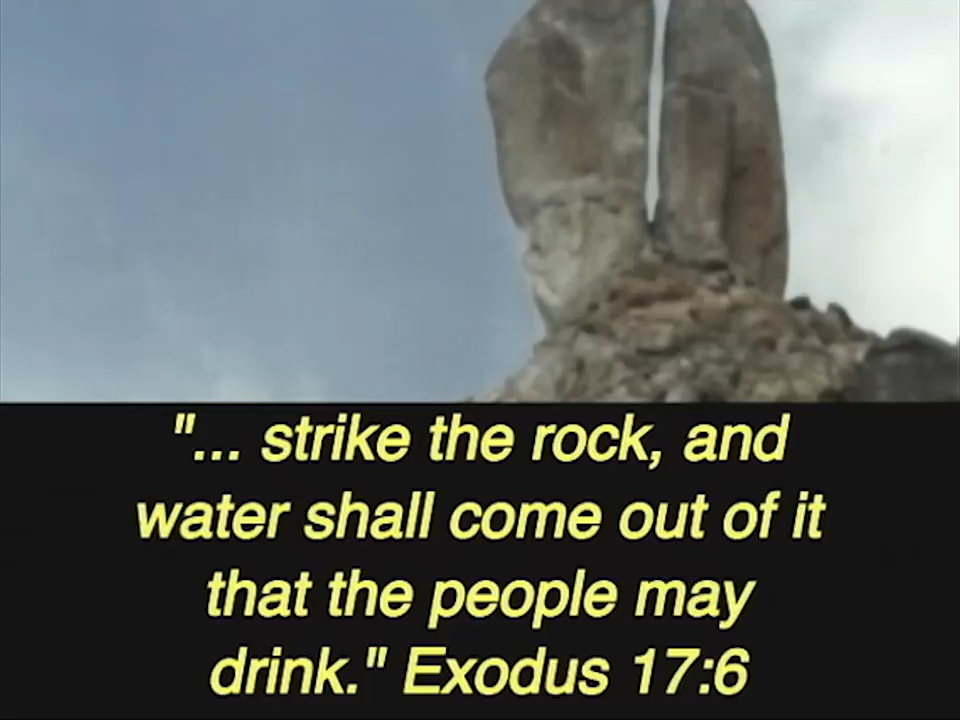 "... strike the rock, and
water shall come out of it
that the people may
drink." Exodus 17:6